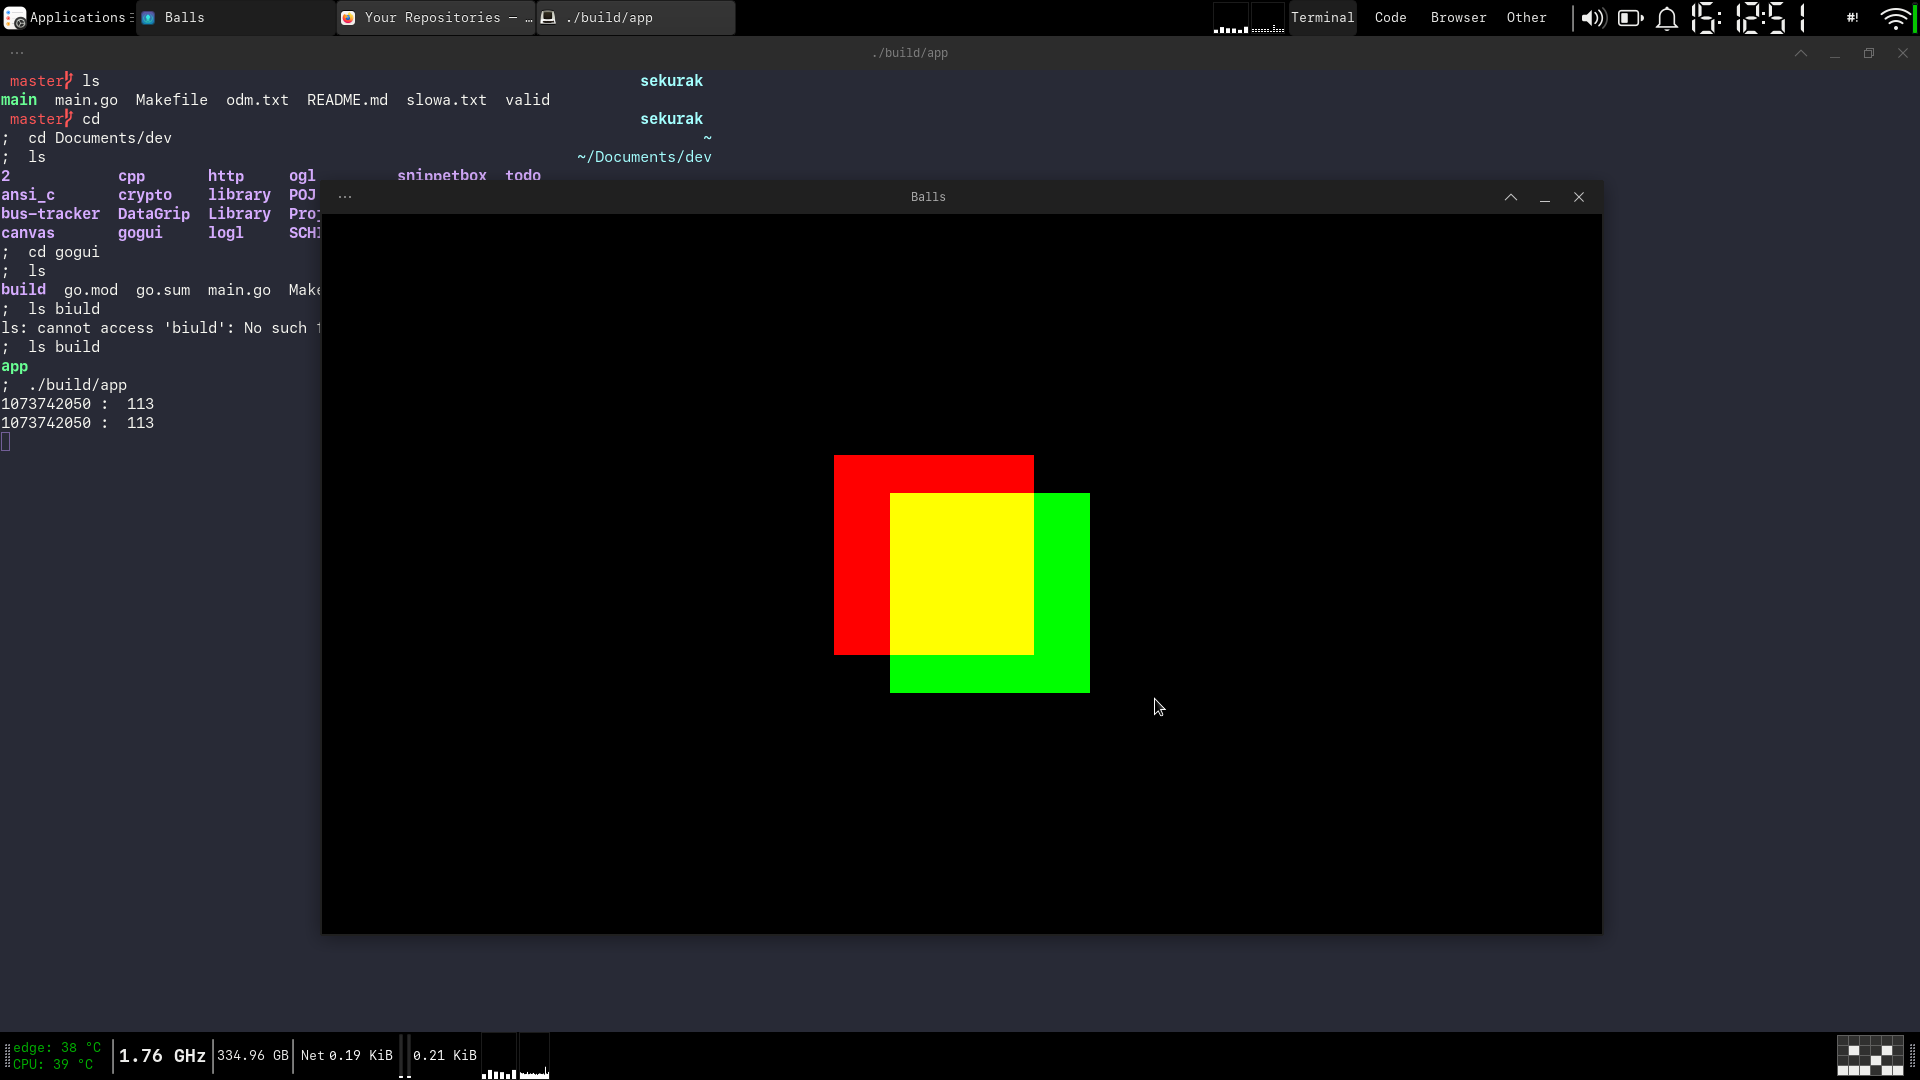 Applications Balls Your Repositories — … ./build/app Terminal Code Browser Other 15:12:51 #!
./build/app
master ls sekurak
main main.go Makefile odm.txt README.md slowa.txt valid
master cd sekurak
; cd Documents/dev ~
; ls ~/Documents/dev
2 cpp http ogl snippetbox todo
ansi_c crypto library POJ
bus-tracker DataGrip Library Pro
canvas gogui logl SCH
; cd gogui
; ls
build go.mod go.sum main.go Make
; ls biuld
ls: cannot access 'biuld': No such f
; ls build
app
; ./build/app
1073742050 : 113
1073742050 : 113
Balls
edge: 38 °C
CPU: 39 °C
1.76 GHz 334.96 GB Net 0.19 KiB 0.21 KiB